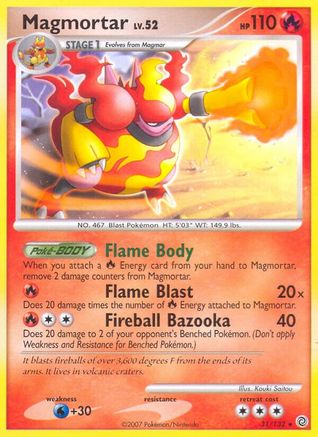 Magmortar LV.52 HP 110
STAGE 1 Evolves from Magmar
NO. 467 Blast Pokémon HT: 5'03" WT: 149.9 lbs.
Poké-BODY Flame Body
When you attach a Energy card from your hand to Magmortar,
remove 2 damage counters from Magmortar.
Flame Blast 20×
Does 20 damage times the number of Energy attached to Magmortar.
Fireball Bazooka 40
Does 20 damage to 2 of your opponent's Benched Pokémon. (Don't apply
Weakness and Resistance for Benched Pokémon.)
It blasts fireballs of over 3,600 degrees F from the ends of its
arms. It lives in volcanic craters.
Illus. Kouki Saitou
weakness resistance retreat cost
+30
©2007 Pokémon/Nintendo 31/132